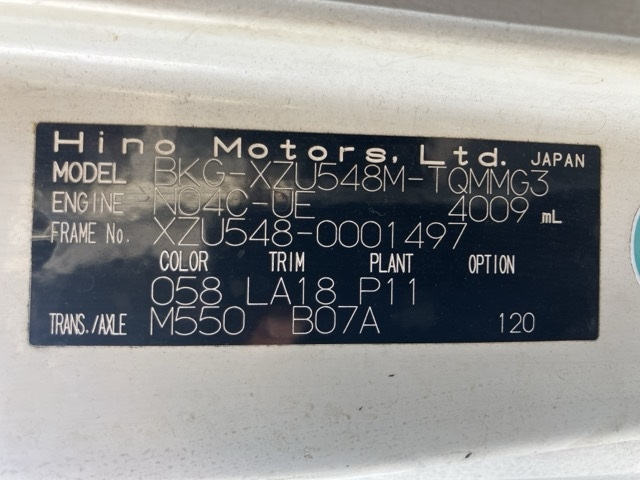 Hino Motors, Ltd. JAPAN
MODEL BKG-XZU548M-TQMMG3
ENGINE N04C-UE 4009 mL
FRAME No. XZU548-0001497
COLOR TRIM PLANT OPTION
058 LA18 P11
TRANS./AXLE M550 B07A 120